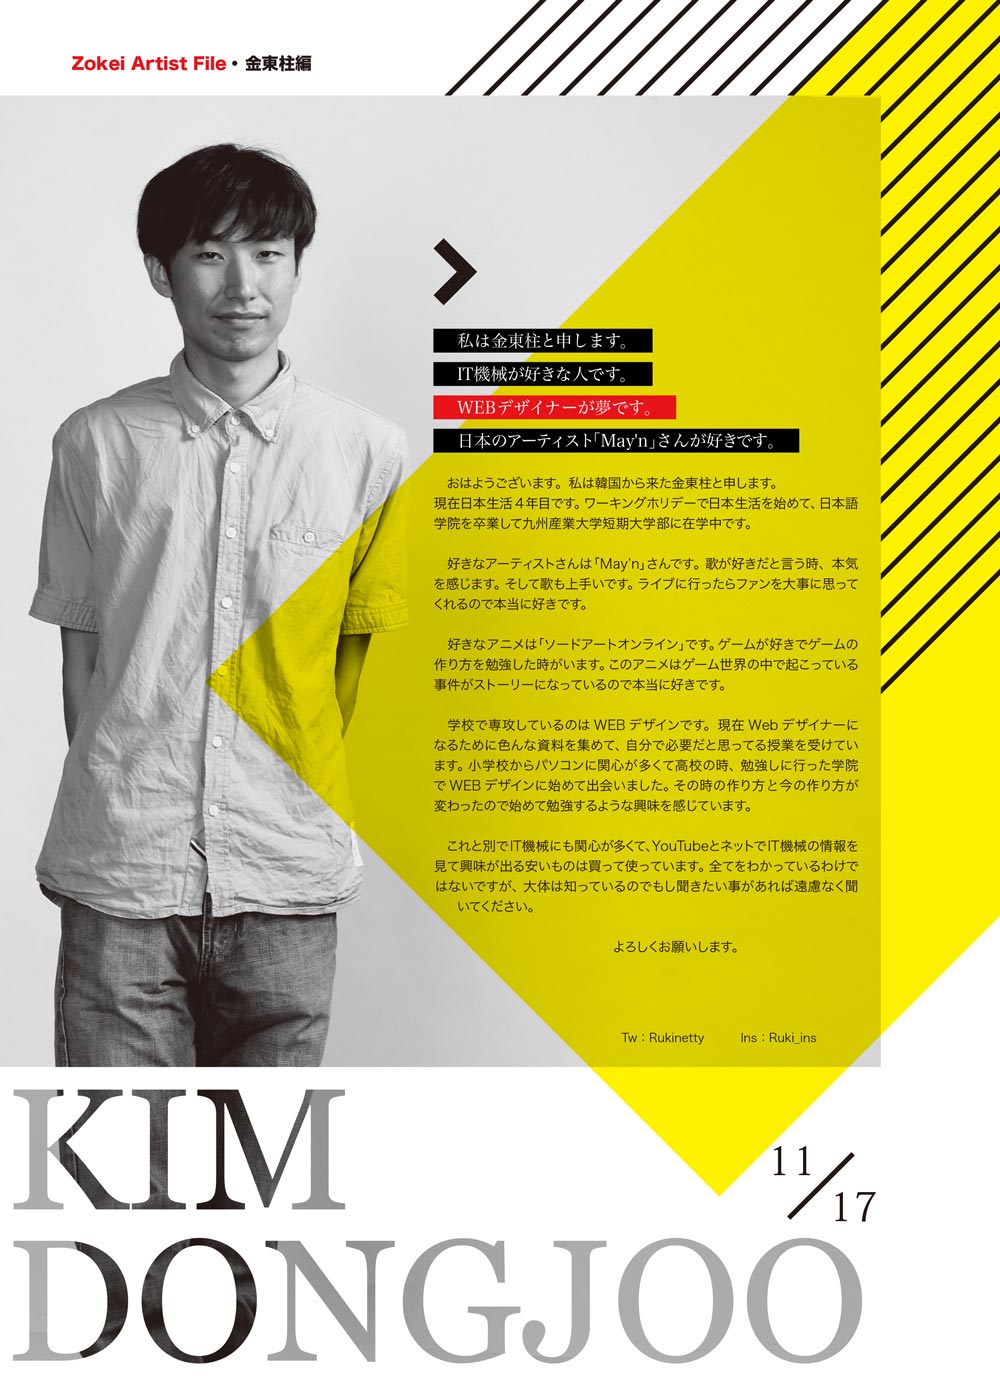 Zokei Artist File・金東柱編
私は金東柱と申します。
IT機械が好きな人です。
WEBデザイナーが夢です。
日本のアーティスト「May'n」さんが好きです。
おはようございます。私は韓国から来た金東柱と申します。
現在日本生活４年目です。ワーキングホリデーで日本生活を始めて、日本語
学院を卒業して九州産業大学短期大学部に在学中です。
好きなアーティストさんは「May'n」さんです。歌が好きだと言う時、本気
を感じます。そして歌も上手いです。ライブに行ったらファンを大事に思って
くれるので本当に好きです。
好きなアニメは「ソードアートオンライン」です。ゲームが好きでゲームの
作り方を勉強した時がいます。このアニメはゲーム世界の中で起こっている
事件がストーリーになっているので本当に好きです。
学校で専攻しているのは WEB デザインです。現在 Web デザイナーに
なるために色んな資料を集めて、自分で必要だと思ってる授業を受けてい
ます。小学校からパソコンに関心が多くて高校の時、勉強しに行った学院
で WEB デザインに始めて出会いました。その時の作り方と今の作り方が
変わったので始めて勉強するような興味を感じています。
これと別でIT機械にも関心が多くて、YouTubeとネットでIT機械の情報を
見て興味が出る安いものは買って使っています。全てをわかっているわけで
はないですが、大体は知っているのでもし聞きたい事があれば遠慮なく聞
いてください。
よろしくお願いします。
Tw：Rukinetty　Ins：Ruki_ins
KIM
11/17
DONGJOO